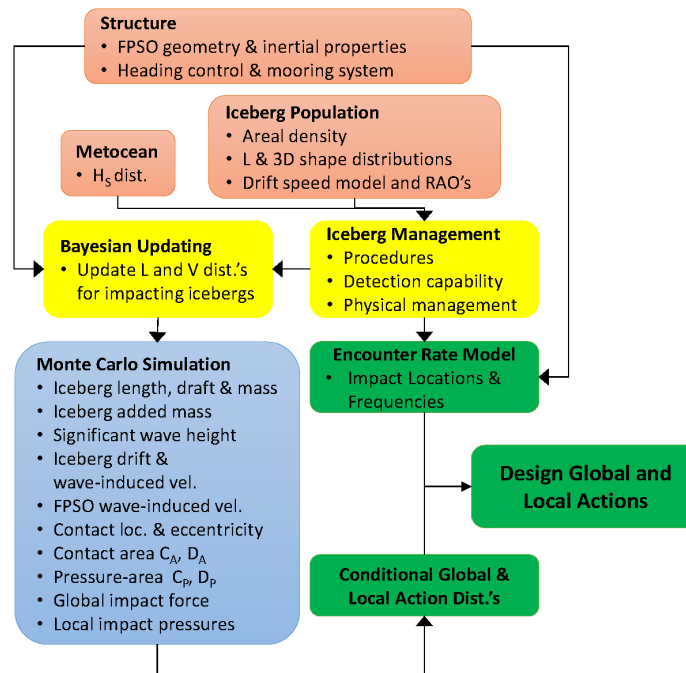 Structure
• FPSO geometry & inertial properties
• Heading control & mooring system
Iceberg Population
• Areal density
• L & 3D shape distributions
• Drift speed model and RAO's
Metocean
• HS dist.
Bayesian Updating
• Update L and V dist.'s
for impacting icebergs
Iceberg Management
• Procedures
• Detection capability
• Physical management
Monte Carlo Simulation
• Iceberg length, draft & mass
• Iceberg added mass
• Significant wave height
• Iceberg drift &
wave-induced vel.
• FPSO wave-induced vel.
• Contact loc. & eccentricity
• Contact area CA, DA
• Pressure-area CP, DP
• Global impact force
• Local impact pressures
Encounter Rate Model
• Impact Locations &
Frequencies
Design Global and
Local Actions
Conditional Global &
Local Action Dist.'s